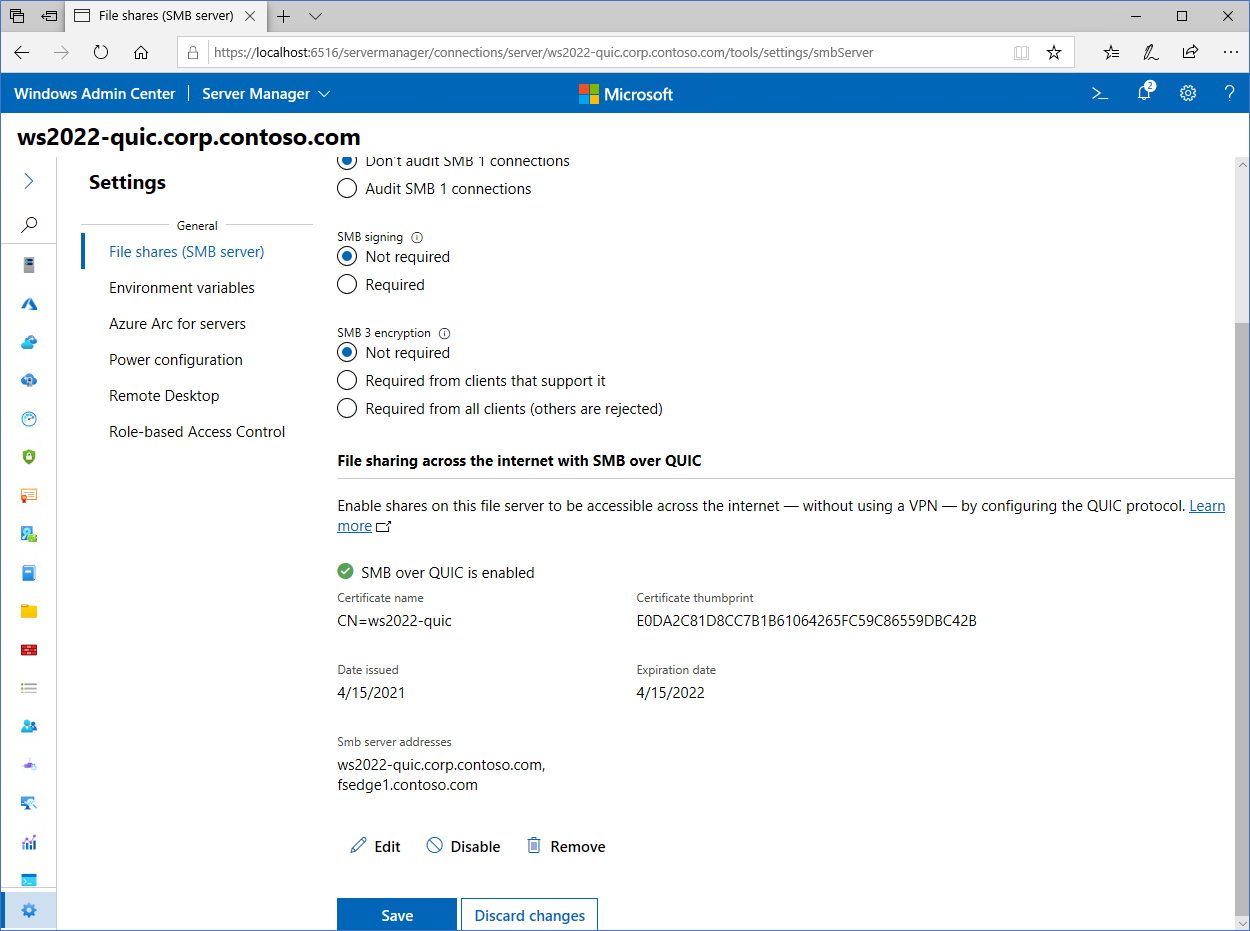 File shares (SMB server)
https://localhost:6516/servermanager/connections/server/ws2022-quic.corp.contoso.com/tools/settings/smbServer
Windows Admin Center | Server Manager
Microsoft
2
?
ws2022-quic.corp.contoso.com
Settings
General
File shares (SMB server)
Environment variables
Azure Arc for servers
Power configuration
Remote Desktop
Role-based Access Control
Don't audit SMB 1 connections
Audit SMB 1 connections
SMB signing
Not required
Required
SMB 3 encryption
Not required
Required from clients that support it
Required from all clients (others are rejected)
File sharing across the internet with SMB over QUIC
Enable shares on this file server to be accessible across the internet — without using a VPN — by configuring the QUIC protocol. Learn
more
SMB over QUIC is enabled
Certificate name
CN=ws2022-quic
Certificate thumbprint
E0DA2C81D8CC7B1B61064265FC59C86559DBC42B
Date issued
4/15/2021
Expiration date
4/15/2022
Smb server addresses
ws2022-quic.corp.contoso.com,
fsedge1.contoso.com
Edit
Disable
Remove
Save
Discard changes